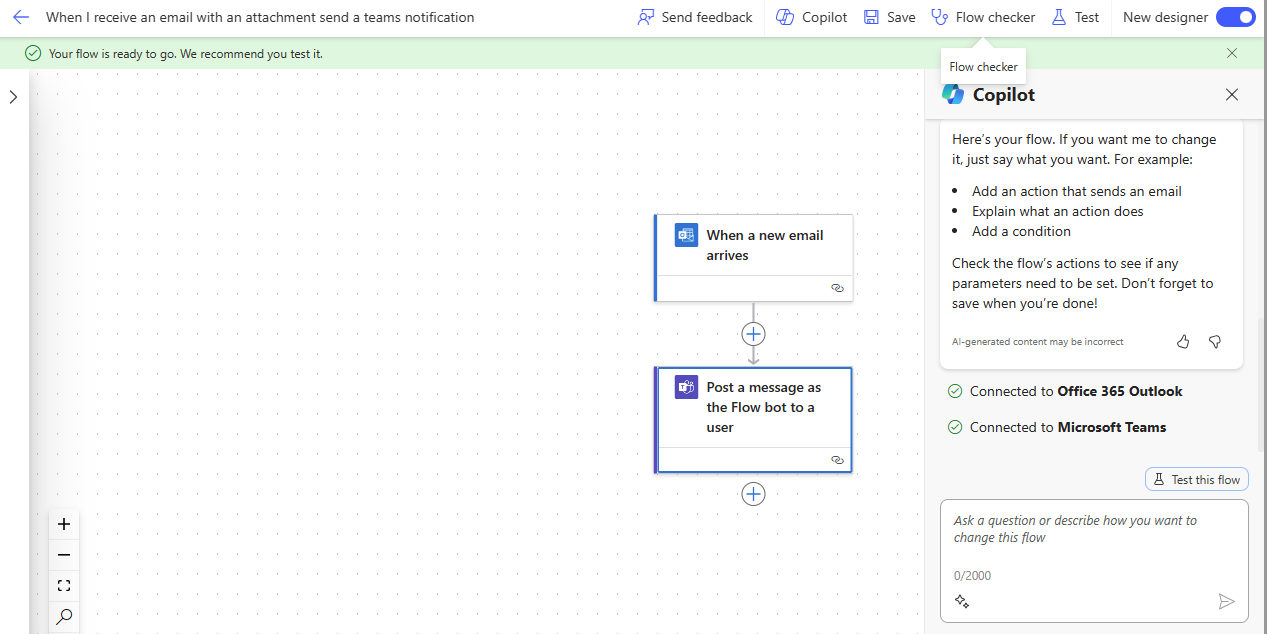 When I receive an email with an attachment send a teams notification
Send feedback
Copilot
Save
Flow checker
Test
New designer
Your flow is ready to go. We recommend you test it.
Flow checker
Copilot
Here's your flow. If you want me to change
it, just say what you want. For example:
• Add an action that sends an email
• Explain what an action does
• Add a condition
Check the flow's actions to see if any
parameters need to be set. Don't forget to
save when you're done!
AI-generated content may be incorrect
When a new email
arrives
Post a message as
the Flow bot to a
user
Connected to Office 365 Outlook
Connected to Microsoft Teams
Test this flow
Ask a question or describe how you want to
change this flow
0/2000